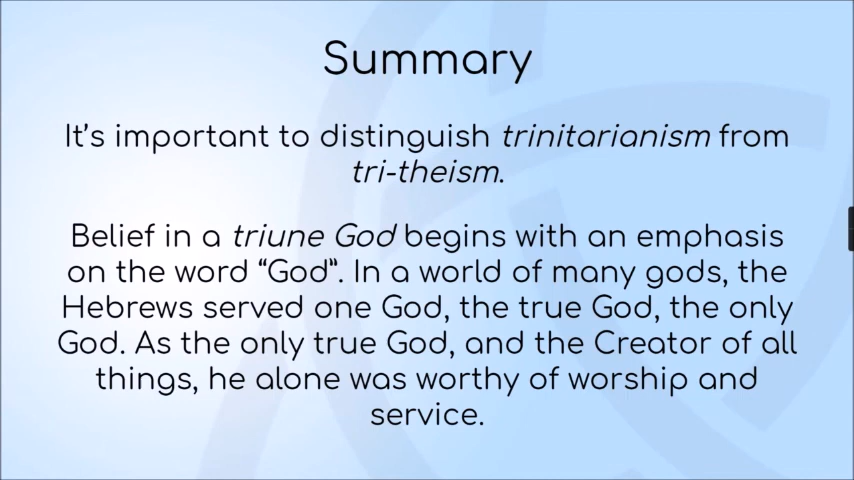 Summary
It's important to distinguish trinitarianism from
tri-theism.
Belief in a triune God begins with an emphasis
on the word “God”. In a world of many gods, the
Hebrews served one God, the true God, the only
God. As the only true God, and the Creator of all
things, he alone was worthy of worship and
service.